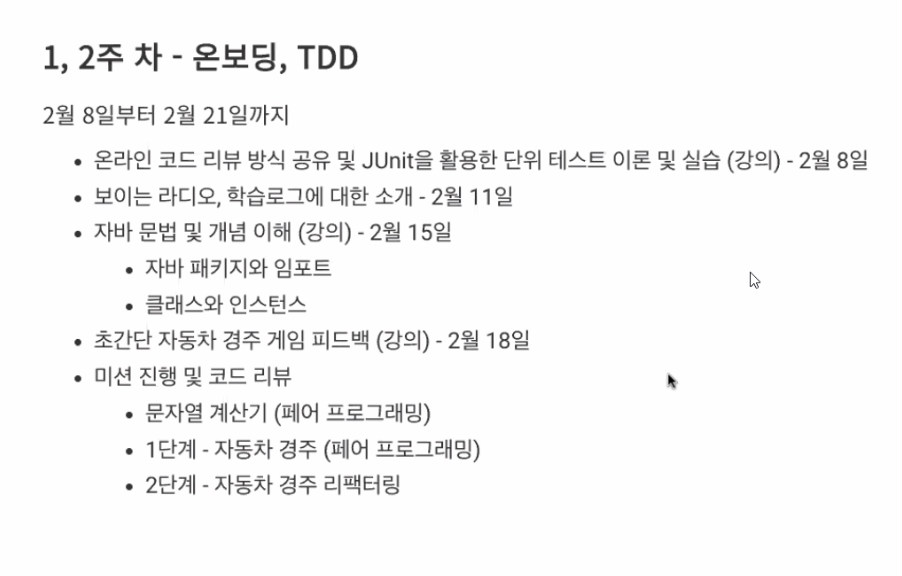 1, 2주 차 - 온보딩, TDD
2월 8일부터 2월 21일까지
• 온라인 코드 리뷰 방식 공유 및 JUnit을 활용한 단위 테스트 이론 및 실습 (강의) - 2월 8일
• 보이는 라디오, 학습로그에 대한 소개 - 2월 11일
• 자바 문법 및 개념 이해 (강의) - 2월 15일
• 자바 패키지와 임포트
• 클래스와 인스턴스
• 초간단 자동차 경주 게임 피드백 (강의) - 2월 18일
• 미션 진행 및 코드 리뷰
• 문자열 계산기 (페어 프로그래밍)
• 1단계 - 자동차 경주 (페어 프로그래밍)
• 2단계 - 자동차 경주 리팩터링